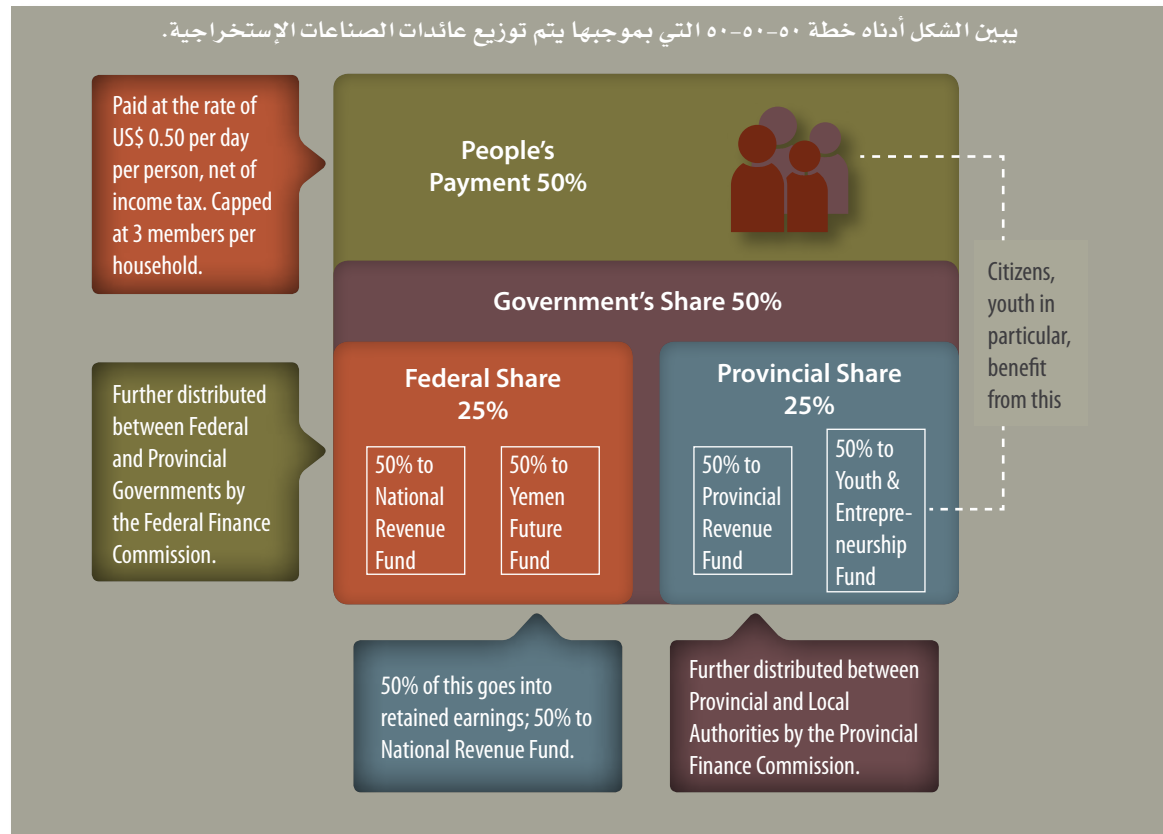 يبين الشكل أدناه خطة ٥٠-٥٠-٥٠ التي بموجبها يتم توزيع عائدات الصناعات الإستخراجية.
Paid at the rate of
US$ 0.50 per day
per person, net of
income tax. Capped
at 3 members per
household.
People's
Payment 50%
Government's Share 50%
Citizens,
youth in
particular,
benefit
from this
Further distributed
between Federal
and Provincial
Governments by
the Federal Finance
Commission.
Federal Share
25%
50% to
National
Revenue
Fund
50% to
Yemen
Future
Fund
Provincial Share
25%
50% to
Provincial
Revenue
Fund
50% to
Youth &
Entrepre-
neurship
Fund
50% of this goes into
retained earnings; 50% to
National Revenue Fund.
Further distributed between
Provincial and Local
Authorities by the Provincial
Finance Commission.